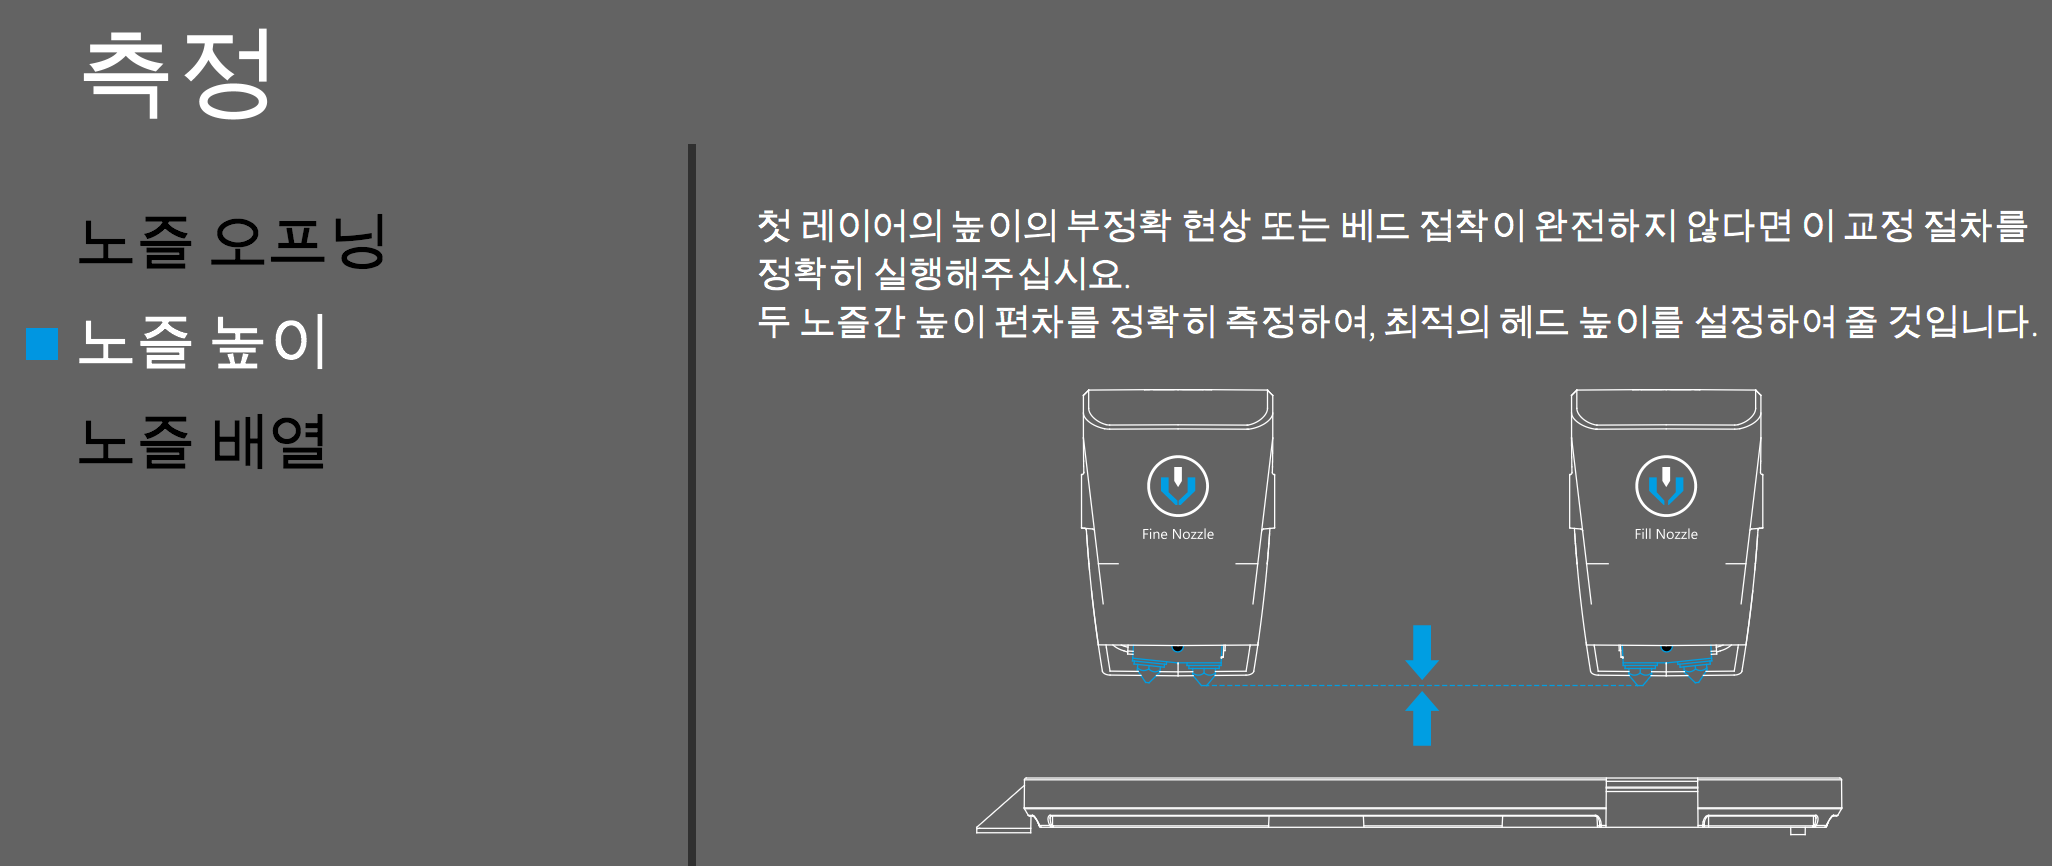 측정
노즐 오프닝
노즐 높이
노즐 배열
첫 레이어의 높이의 부정확 현상 또는 베드 접착이 완전하지 않다면 이 교정 절차를
정확히 실행해주십시요.
두 노즐간 높이 편차를 정확히 측정하여, 최적의 헤드 높이를 설정하여 줄 것입니다.
Fine Nozzle
Fill Nozzle